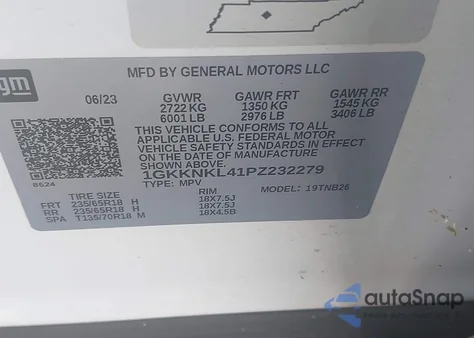 gm
MFD BY GENERAL MOTORS LLC
06/23 GVWR GAWR FRT GAWR RR
2722 KG 1350 KG 1545 KG
6001 LB 2976 LB 3406 LB
THIS VEHICLE CONFORMS TO ALL
APPLICABLE U.S. FEDERAL MOTOR
VEHICLE SAFETY STANDARDS IN EFFECT
ON THE DATE OF MANUFACTURE
SHOWN ABOVE.
1GKKNKL41PZ232279
8624 TYPE: MPV MODEL: 19TNB26
TIRE SIZE RIM
FRT 235/65R18 H 18X7.5J
RR 235/65R18 H 18X7.5J
SPA T135/70R18 M 18X4.5B
autoSnap